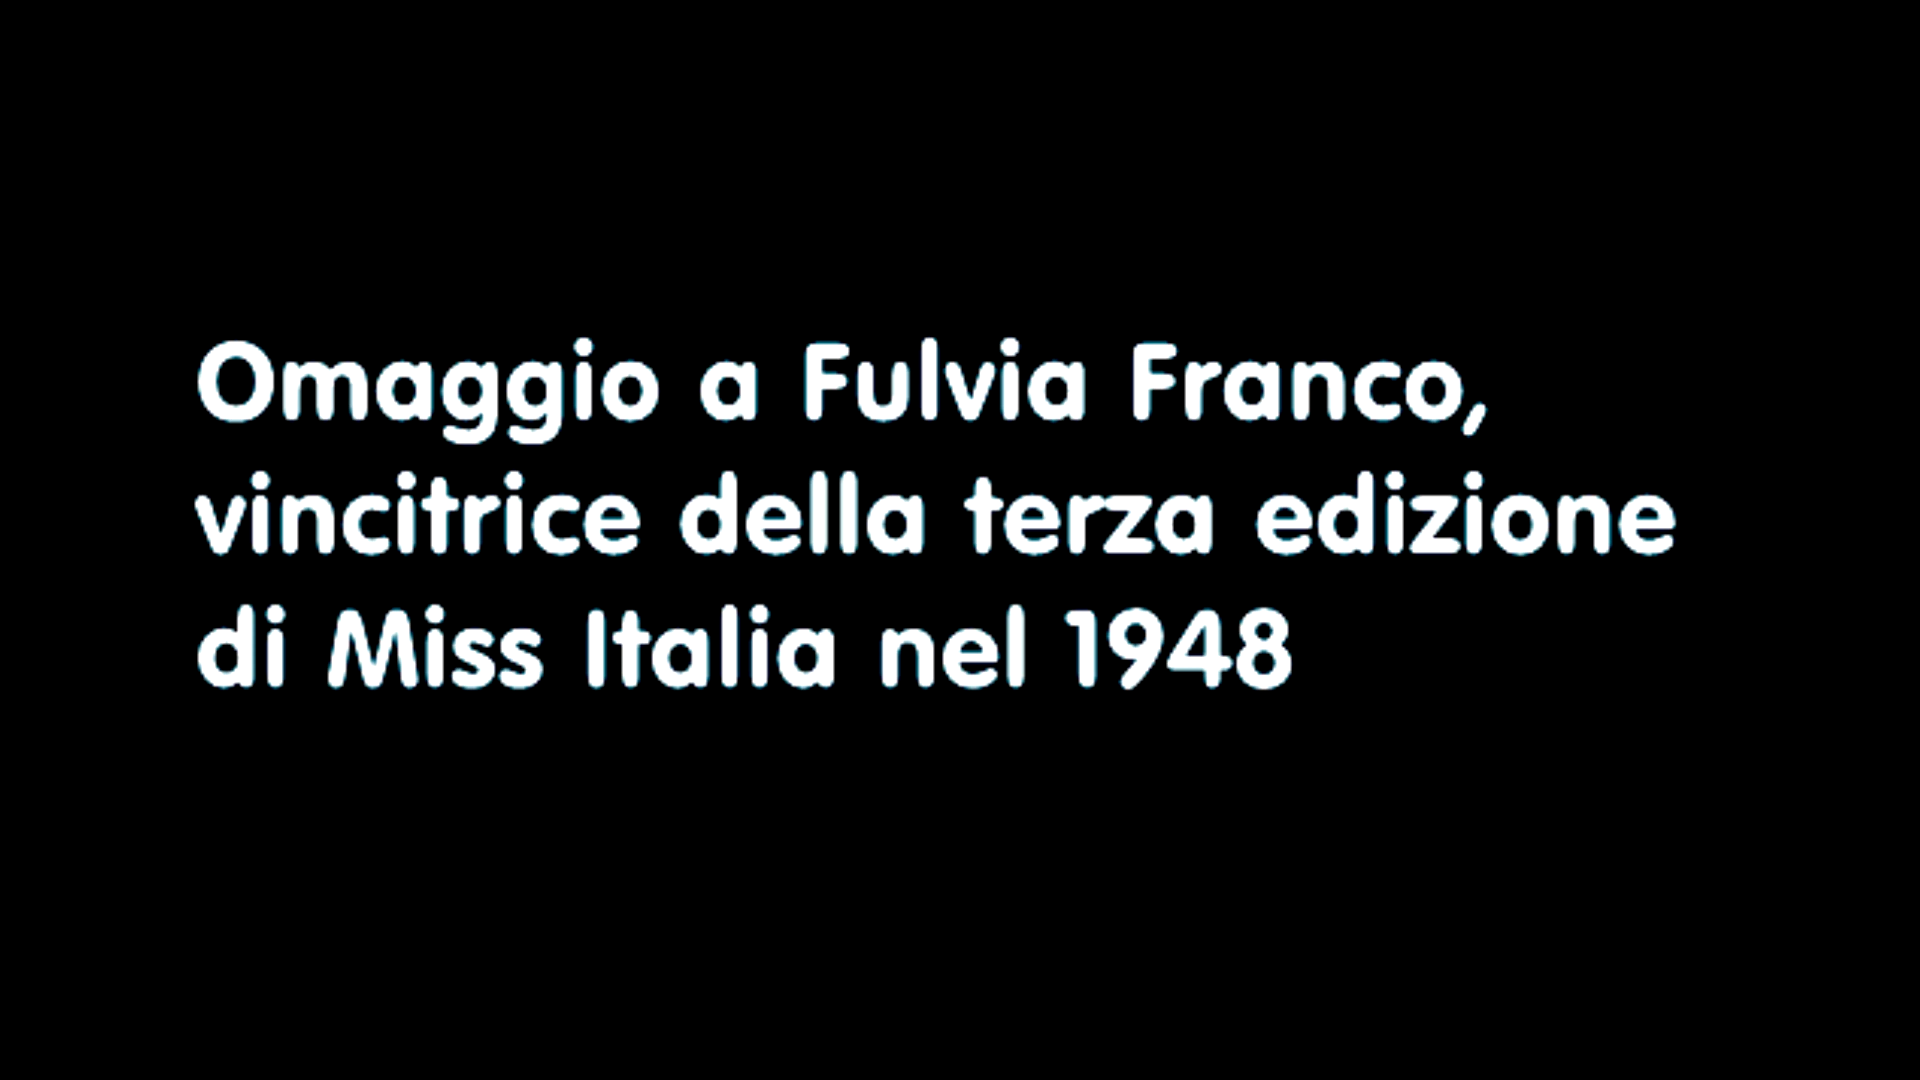 Omaggio a Fulvia Franco,
vincitrice della terza edizione
di Miss Italia nel 1948